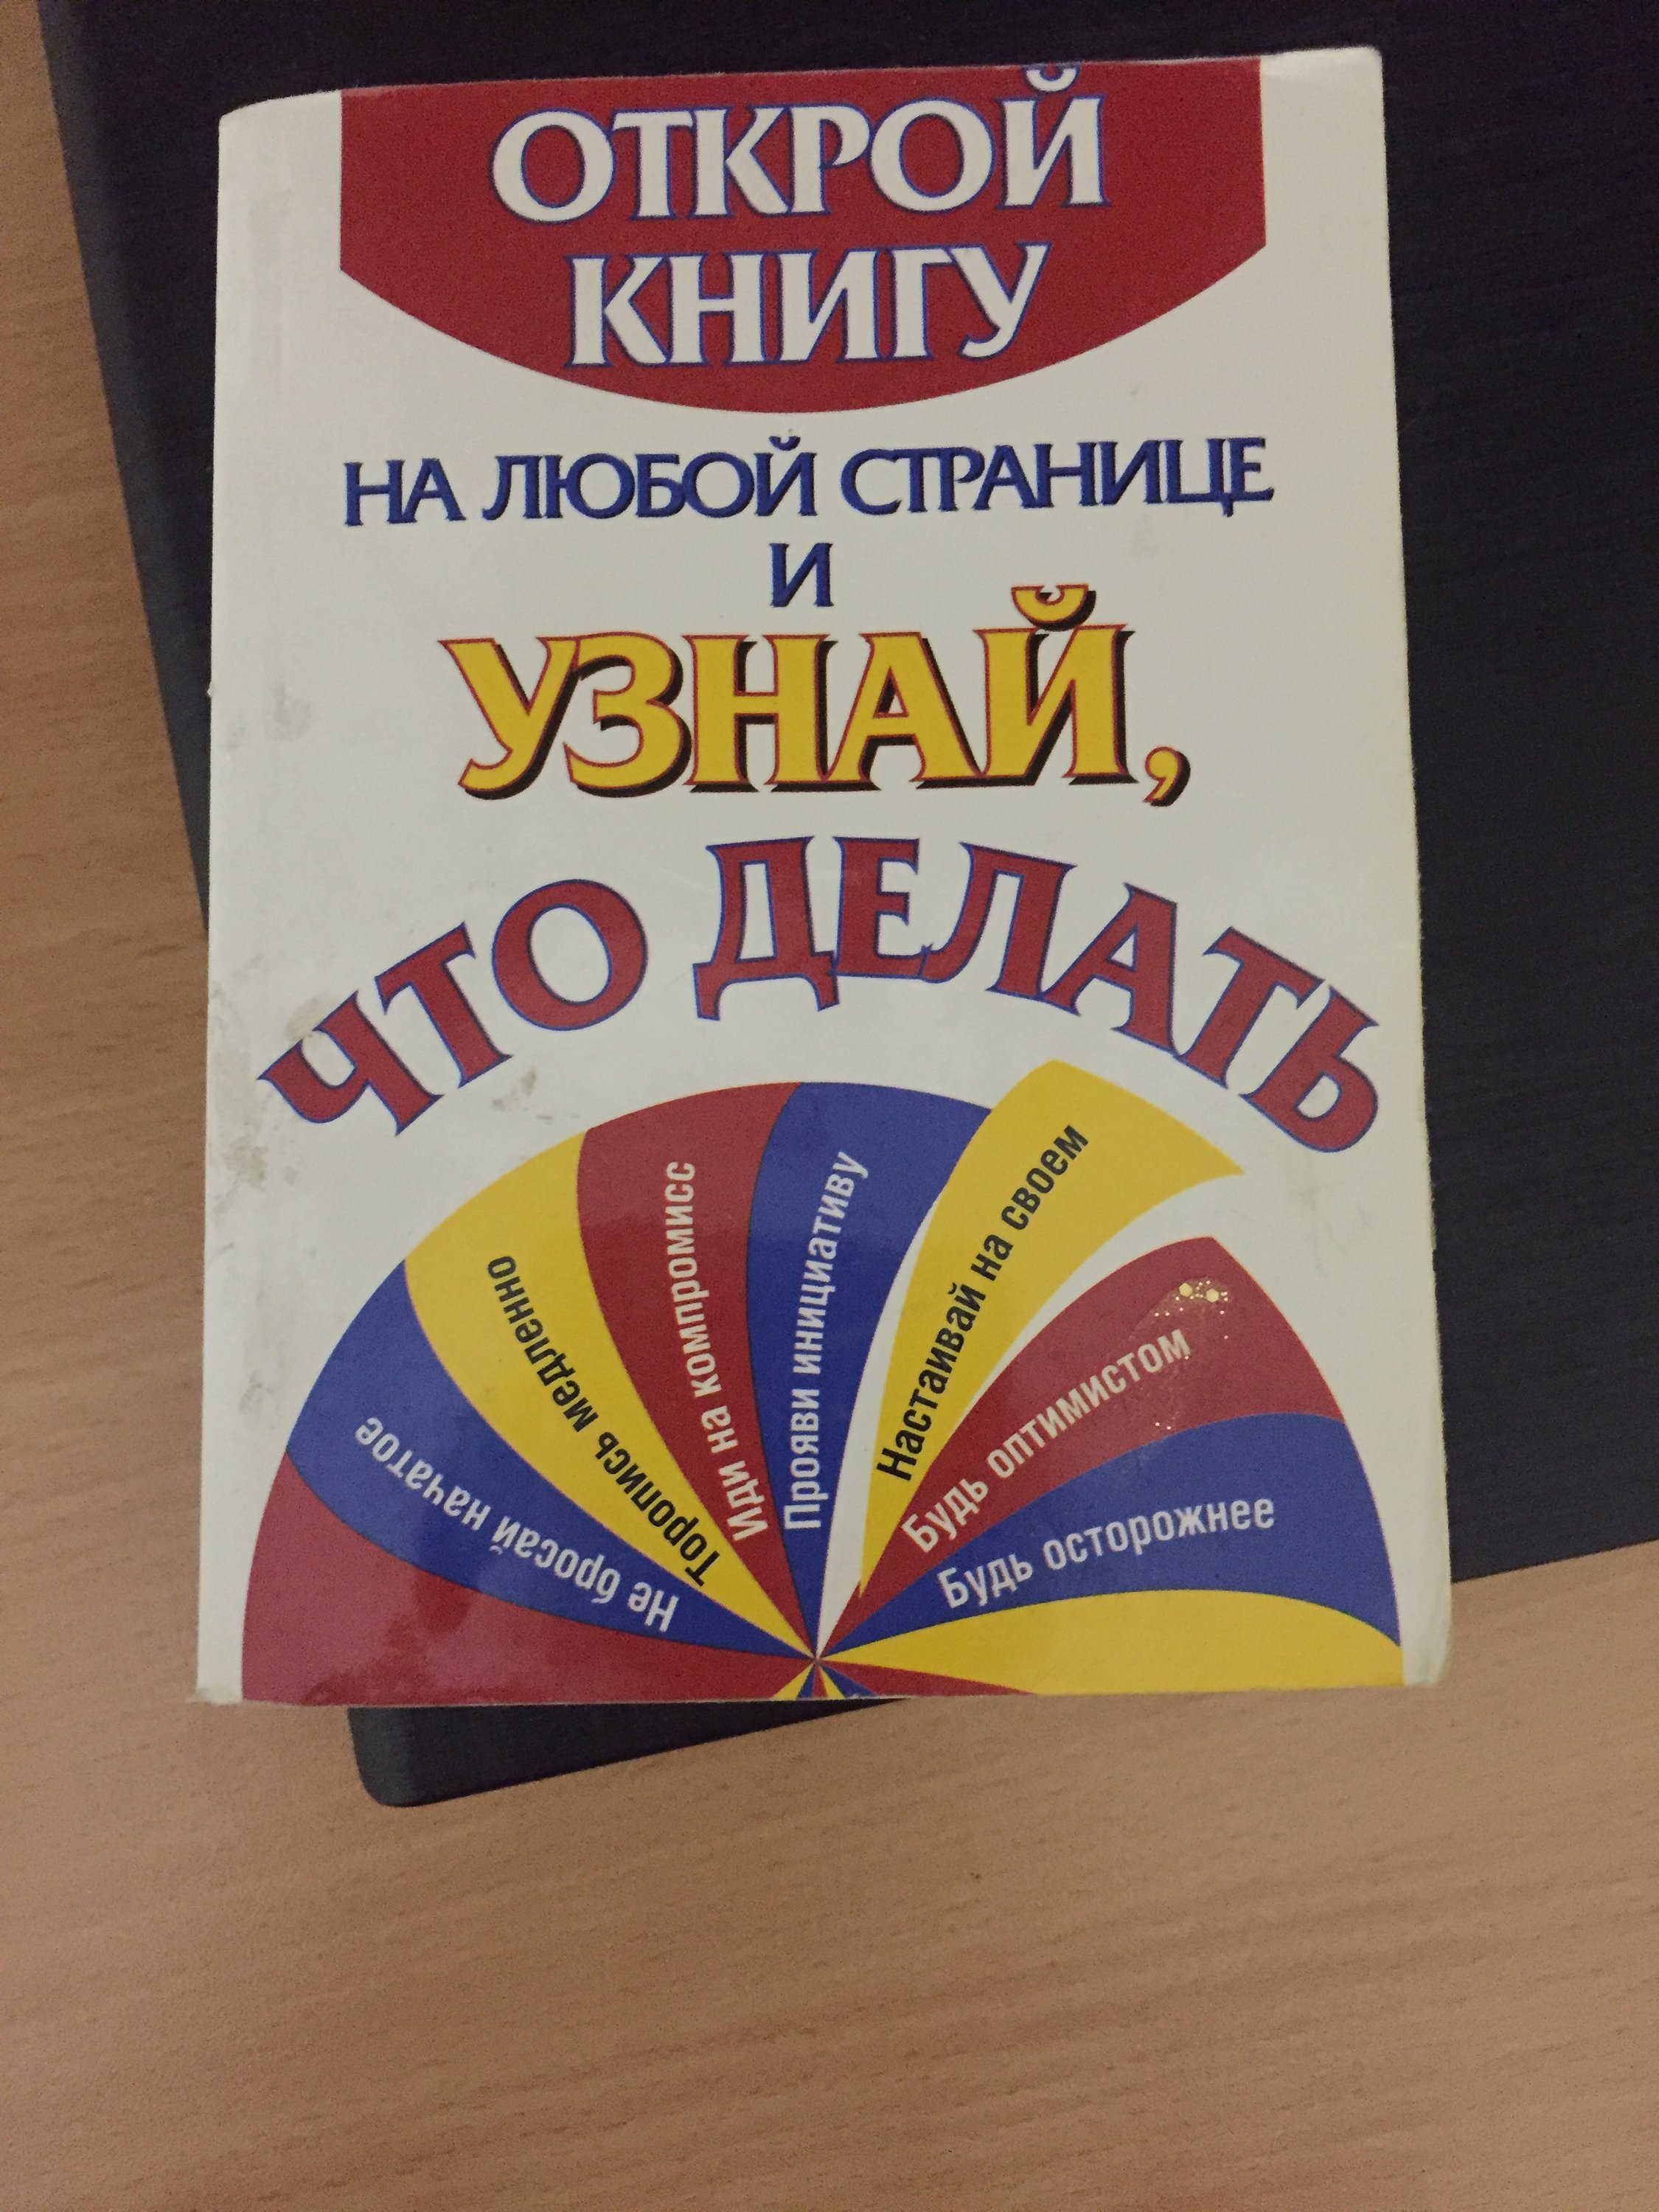 ОТКРОЙ
КНИГУ
НА ЛЮБОЙ СТРАНИЦЕ
И
УЗНАЙ,
ЧТО ДЕЛАТЬ
Не бросай начатое
Торопись медленно
Иди на компромисс
Прояви инициативу
Настаивай на своем
Будь оптимистом
Будь осторожнее